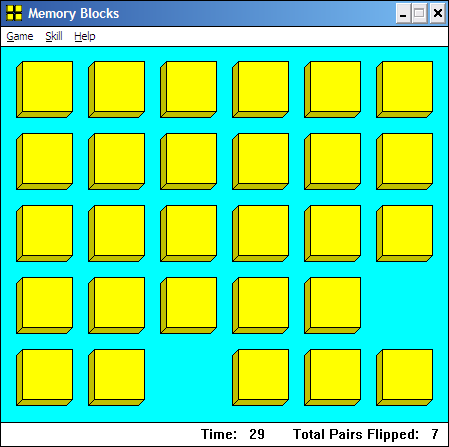 Memory Blocks
Game Skill Help
Time: 29 Total Pairs Flipped: 7